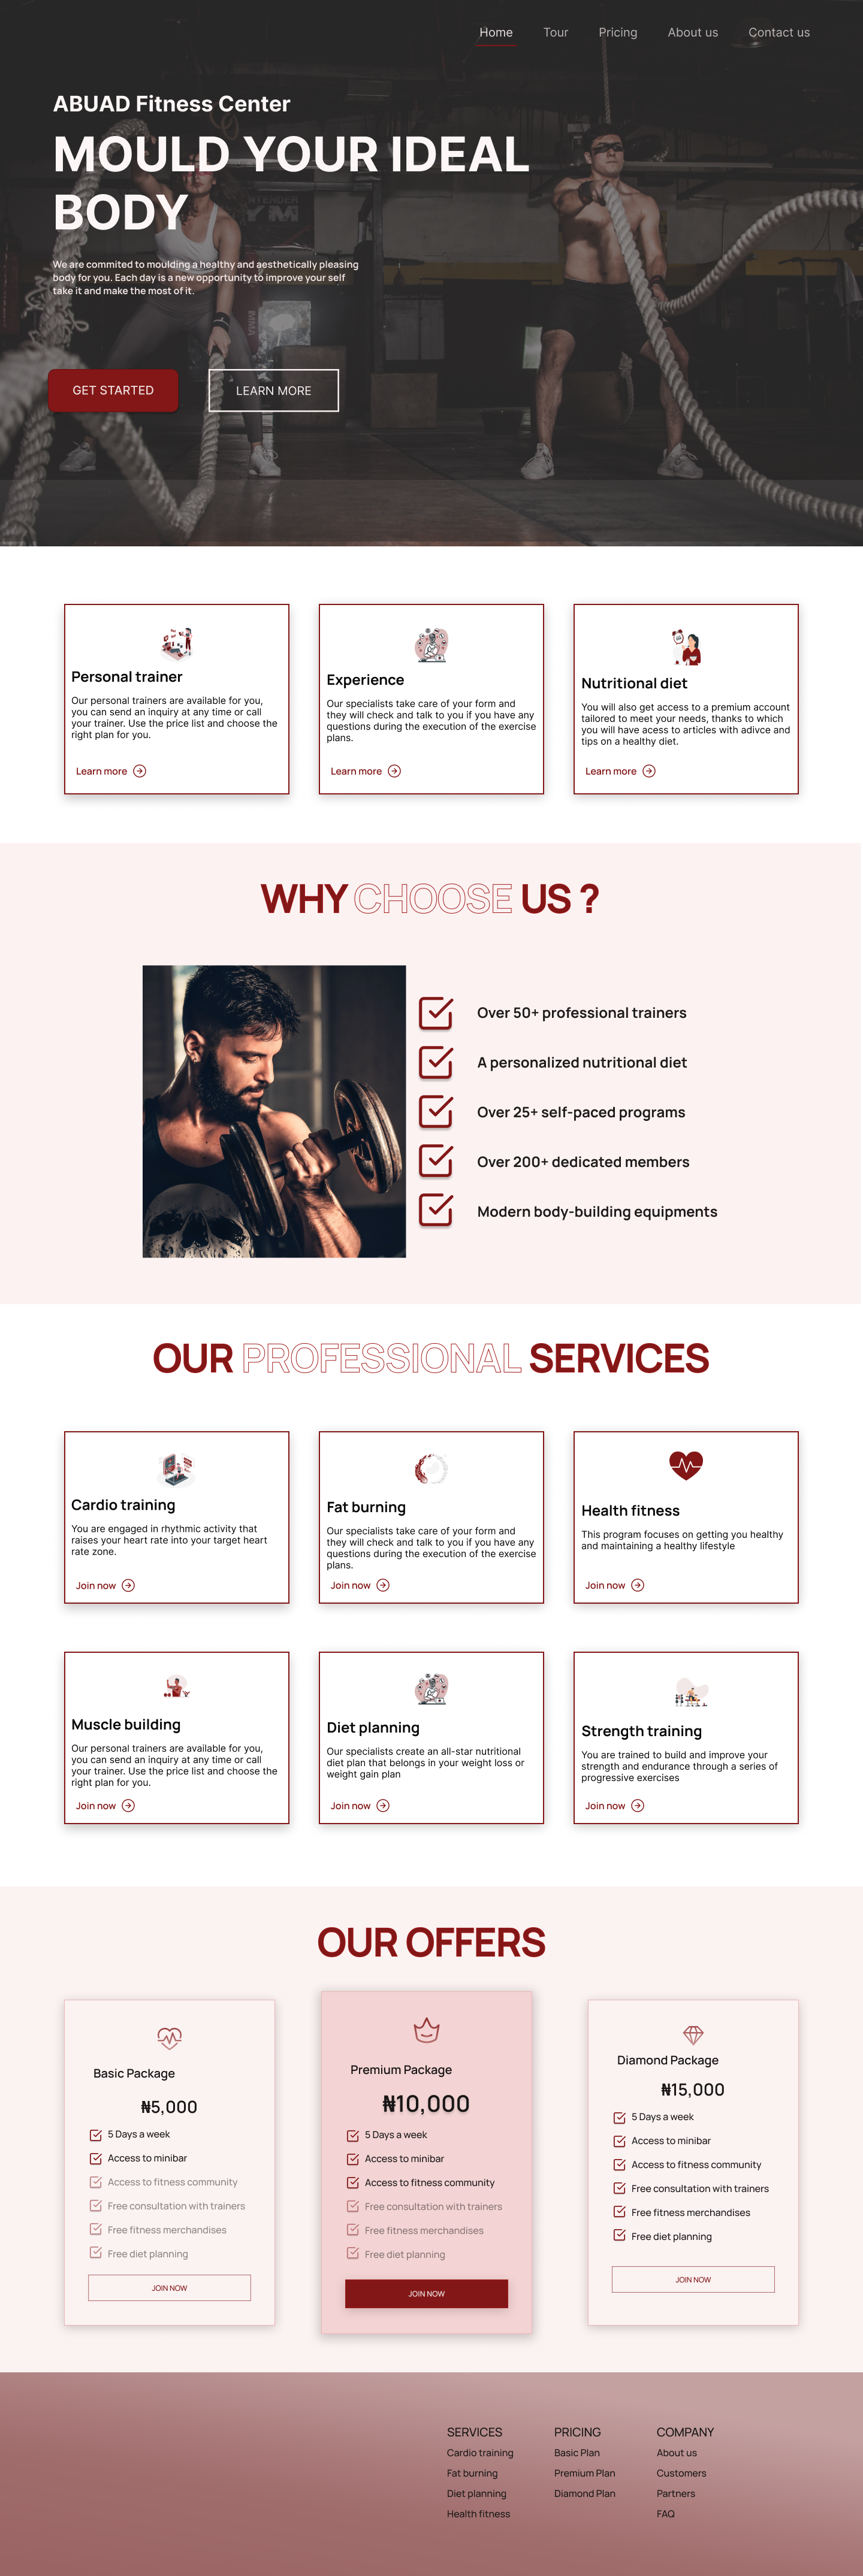 Home Tour Pricing About us Contact us
ABUAD Fitness Center
MOULD YOUR IDEAL
BODY
We are commited to moulding a healthy and aesthetically pleasing
body for you. Each day is a new opportunity to improve your self
take it and make the most of it.
GET STARTED LEARN MORE
Personal trainer
Our personal trainers are available for you,
you can send an inquiry at any time or call
your trainer. Use the price list and choose the
right plan for you.
Learn more
Experience
Our specialists take care of your form and
they will check and talk to you if you have any
questions during the execution of the exercise
plans.
Learn more
Nutritional diet
You will also get access to a premium account
tailored to meet your needs, thanks to which
you will have acess to articles with adivce and
tips on a healthy diet.
Learn more
WHY CHOOSE US ?
Over 50+ professional trainers
A personalized nutritional diet
Over 25+ self-paced programs
Over 200+ dedicated members
Modern body-building equipments
OUR PROFESSIONAL SERVICES
Cardio training
You are engaged in rhythmic activity that
raises your heart rate into your target heart
rate zone.
Join now
Fat burning
Our specialists take care of your form and
they will check and talk to you if you have any
questions during the execution of the exercise
plans.
Join now
Health fitness
This program focuses on getting you healthy
and maintaining a healthy lifestyle
Join now
Muscle building
Our personal trainers are available for you,
you can send an inquiry at any time or call
your trainer. Use the price list and choose the
right plan for you.
Join now
Diet planning
Our specialists create an all-star nutritional
diet plan that belongs in your weight loss or
weight gain plan
Join now
Strength training
You are trained to build and improve your
strength and endurance through a series of
progressive exercises
Join now
OUR OFFERS
Basic Package
₦5,000
5 Days a week
Access to minibar
Access to fitness community
Free consultation with trainers
Free fitness merchandises
Free diet planning
JOIN NOW
Premium Package
₦10,000
5 Days a week
Access to minibar
Access to fitness community
Free consultation with trainers
Free fitness merchandises
Free diet planning
JOIN NOW
Diamond Package
₦15,000
5 Days a week
Access to minibar
Access to fitness community
Free consultation with trainers
Free fitness merchandises
Free diet planning
JOIN NOW
SERVICES
Cardio training
Fat burning
Diet planning
Health fitness
PRICING
Basic Plan
Premium Plan
Diamond Plan
COMPANY
About us
Customers
Partners
FAQ